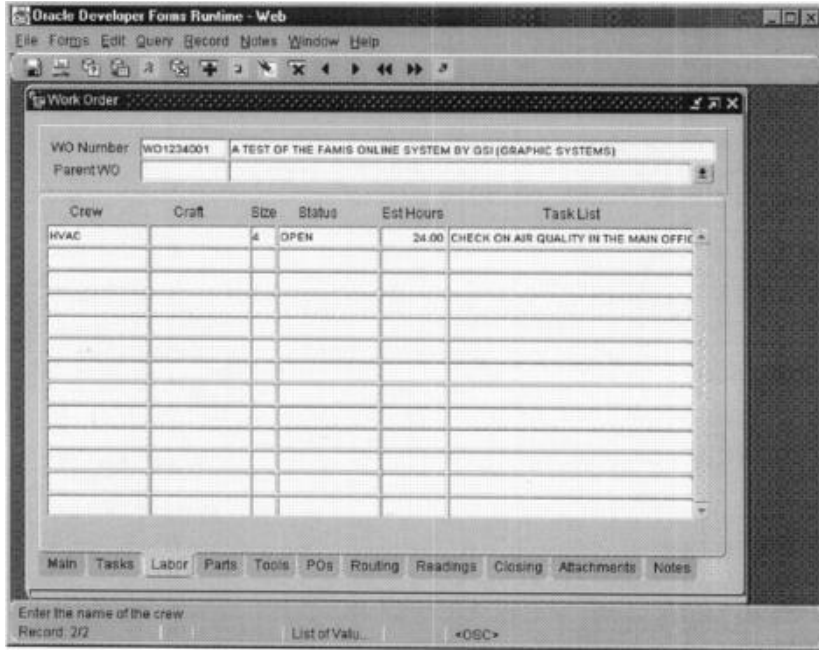 Oracle Developer Forms Runtime - Web
File Forms Edit Query Record Notes Window Help
Work Order
WO Number WO1234001 A TEST OF THE FAMIS ONLINE SYSTEM BY GSI (GRAPHIC SYSTEMS)
Parent WO
Crew Craft Size Status Est Hours Task List
HVAC 4 OPEN 24.00 CHECK ON AIR QUALITY IN THE MAIN OFFIC
Main Tasks Labor Parts Tools POs Routing Readings Closing Attachments Notes
Enter the name of the crew
Record: 2/2 List of Valu... <OSC>